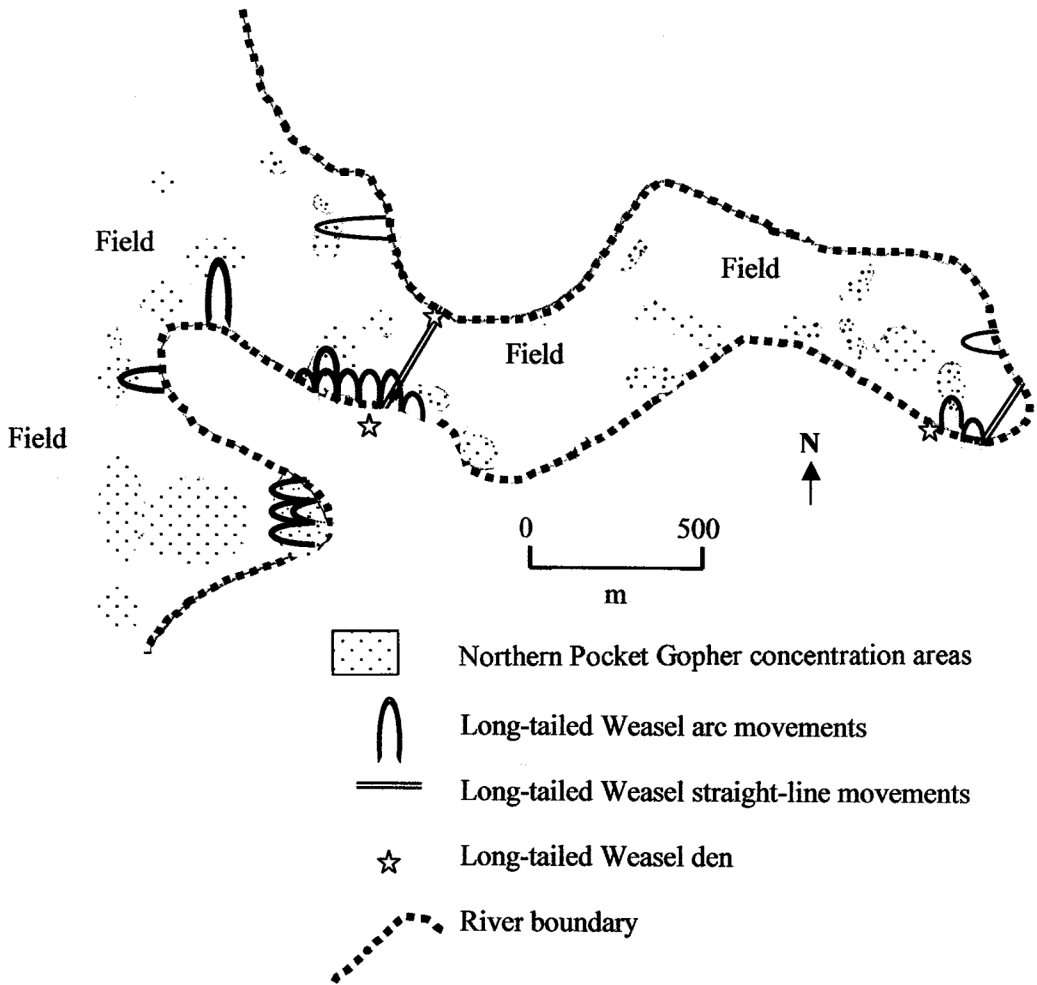 Field
Field
Field
Field
N
0 500
m
Northern Pocket Gopher concentration areas
Long-tailed Weasel arc movements
Long-tailed Weasel straight-line movements
Long-tailed Weasel den
River boundary